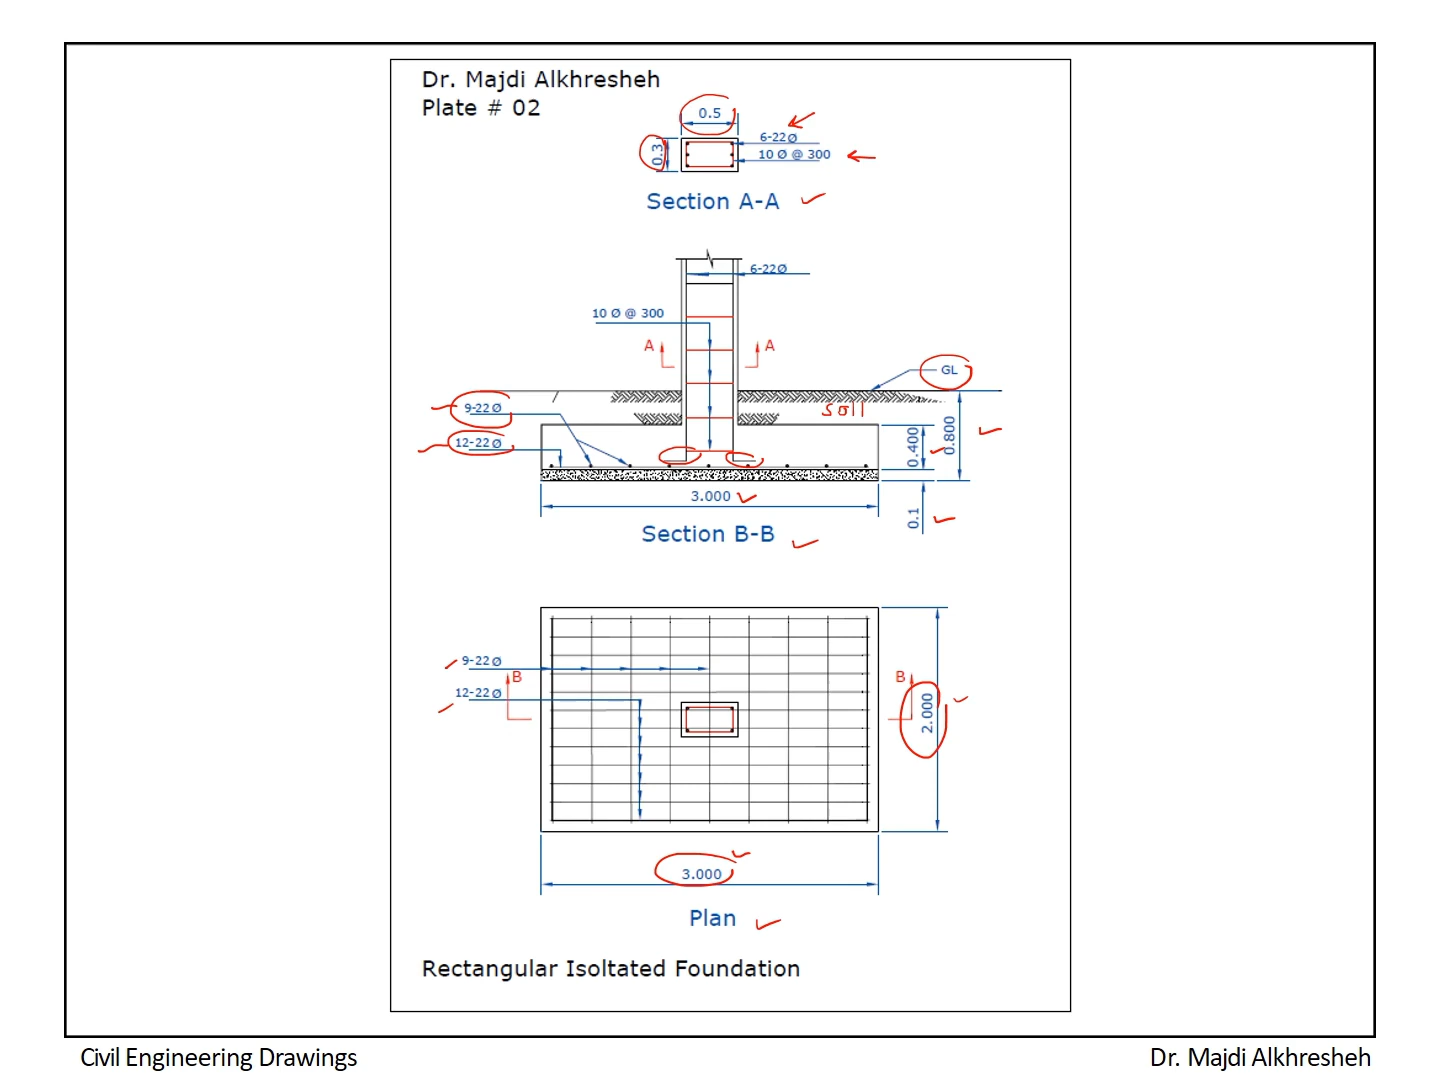 Dr. Majdi Alkhresheh
Plate # 02
0.5
0.3
6-22Ø
10 Ø @ 300
Section A-A
6-22Ø
10 Ø @ 300
A
A
GL
soil
9-22Ø
12-22Ø
0.400
0.800
3.000
0.1
Section B-B
9-22Ø
B
B
12-22Ø
2.000
3.000
Plan
Rectangular Isoltated Foundation
Civil Engineering Drawings
Dr. Majdi Alkhresheh